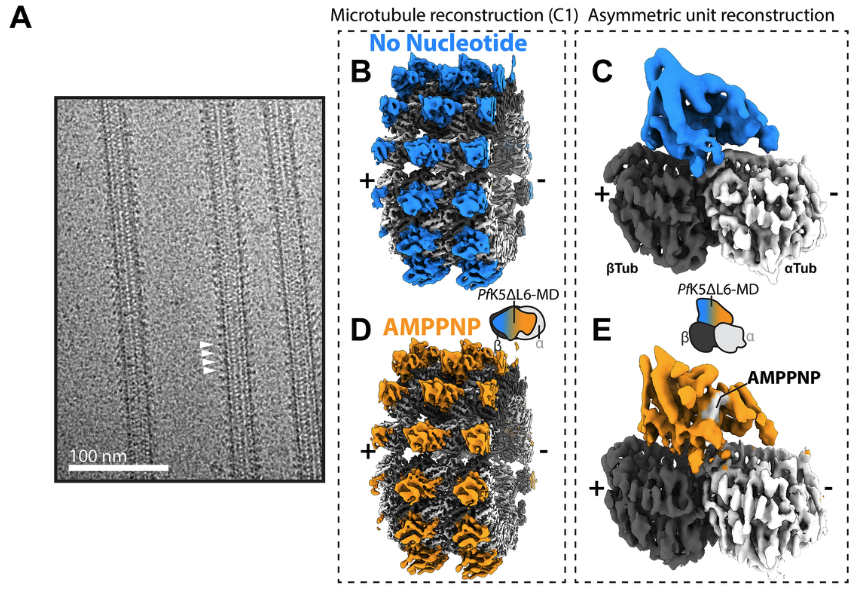 A
Microtubule reconstruction (C1)
Asymmetric unit reconstruction
No Nucleotide
B
+
-
C
+
-
βTub
αTub
PfK5ΔL6-MD
β
α
D
AMPPNP
+
-
PfK5ΔL6-MD
β
α
E
AMPPNP
+
-
100 nm